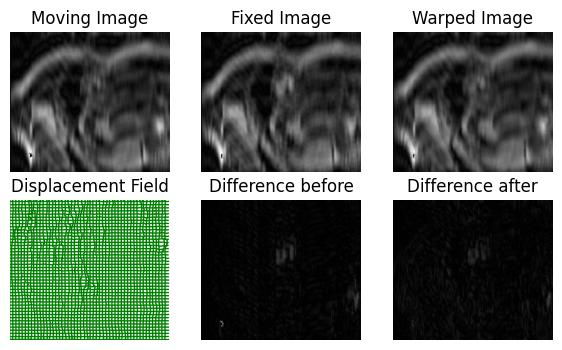 Moving Image
Fixed Image
Warped Image
Displacement Field
Difference before
Difference after